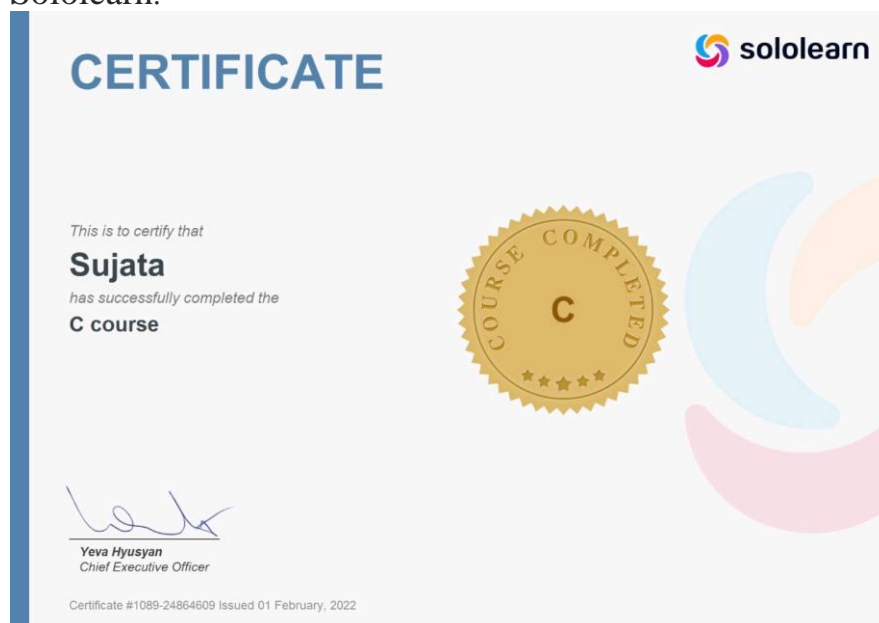 Sololearn.
CERTIFICATE
sololearn
This is to certify that
Sujata
has successfully completed the
C course
COURSE COMPLETED
C
Yeva Hyusyan
Chief Executive Officer
Certificate #1089-24864609 Issued 01 February, 2022